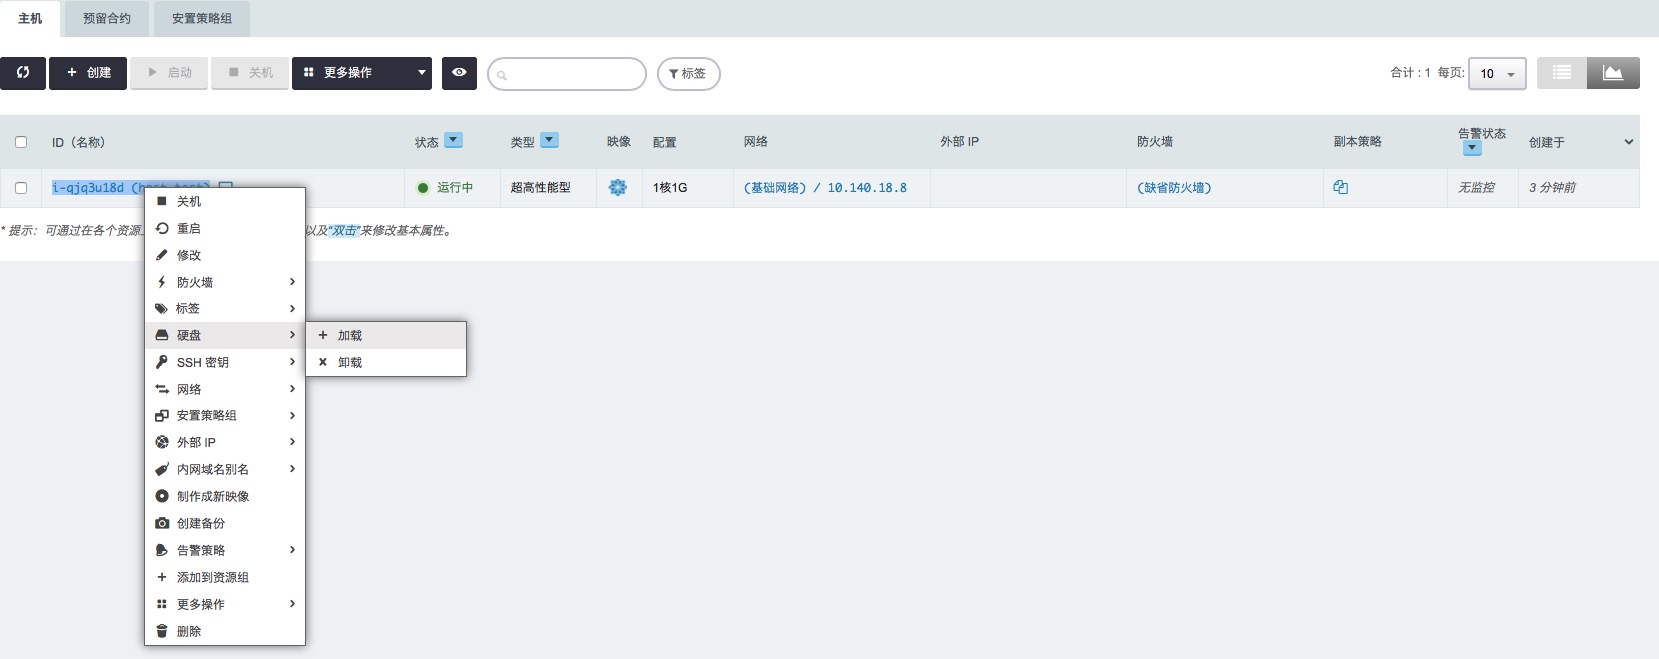 主机 预留合约 安置策略组
创建 启动 关机 更多操作 标签 合计 : 1 每页: 10
ID（名称） 状态 类型 映像 配置 网络 外部 IP 防火墙 副本策略 告警状态 创建于
i-qjq3u18d (host-test) 运行中 超高性能型 1核1G (基础网络) / 10.140.18.8 (缺省防火墙) 无监控 3 分钟前
* 提示：可通过在各个资源 以及“双击”来修改基本属性。
关机
重启
修改
防火墙
标签
硬盘
加载
SSH 密钥
卸载
网络
安置策略组
外部 IP
内网域名别名
制作成新映像
创建备份
告警策略
添加到资源组
更多操作
删除